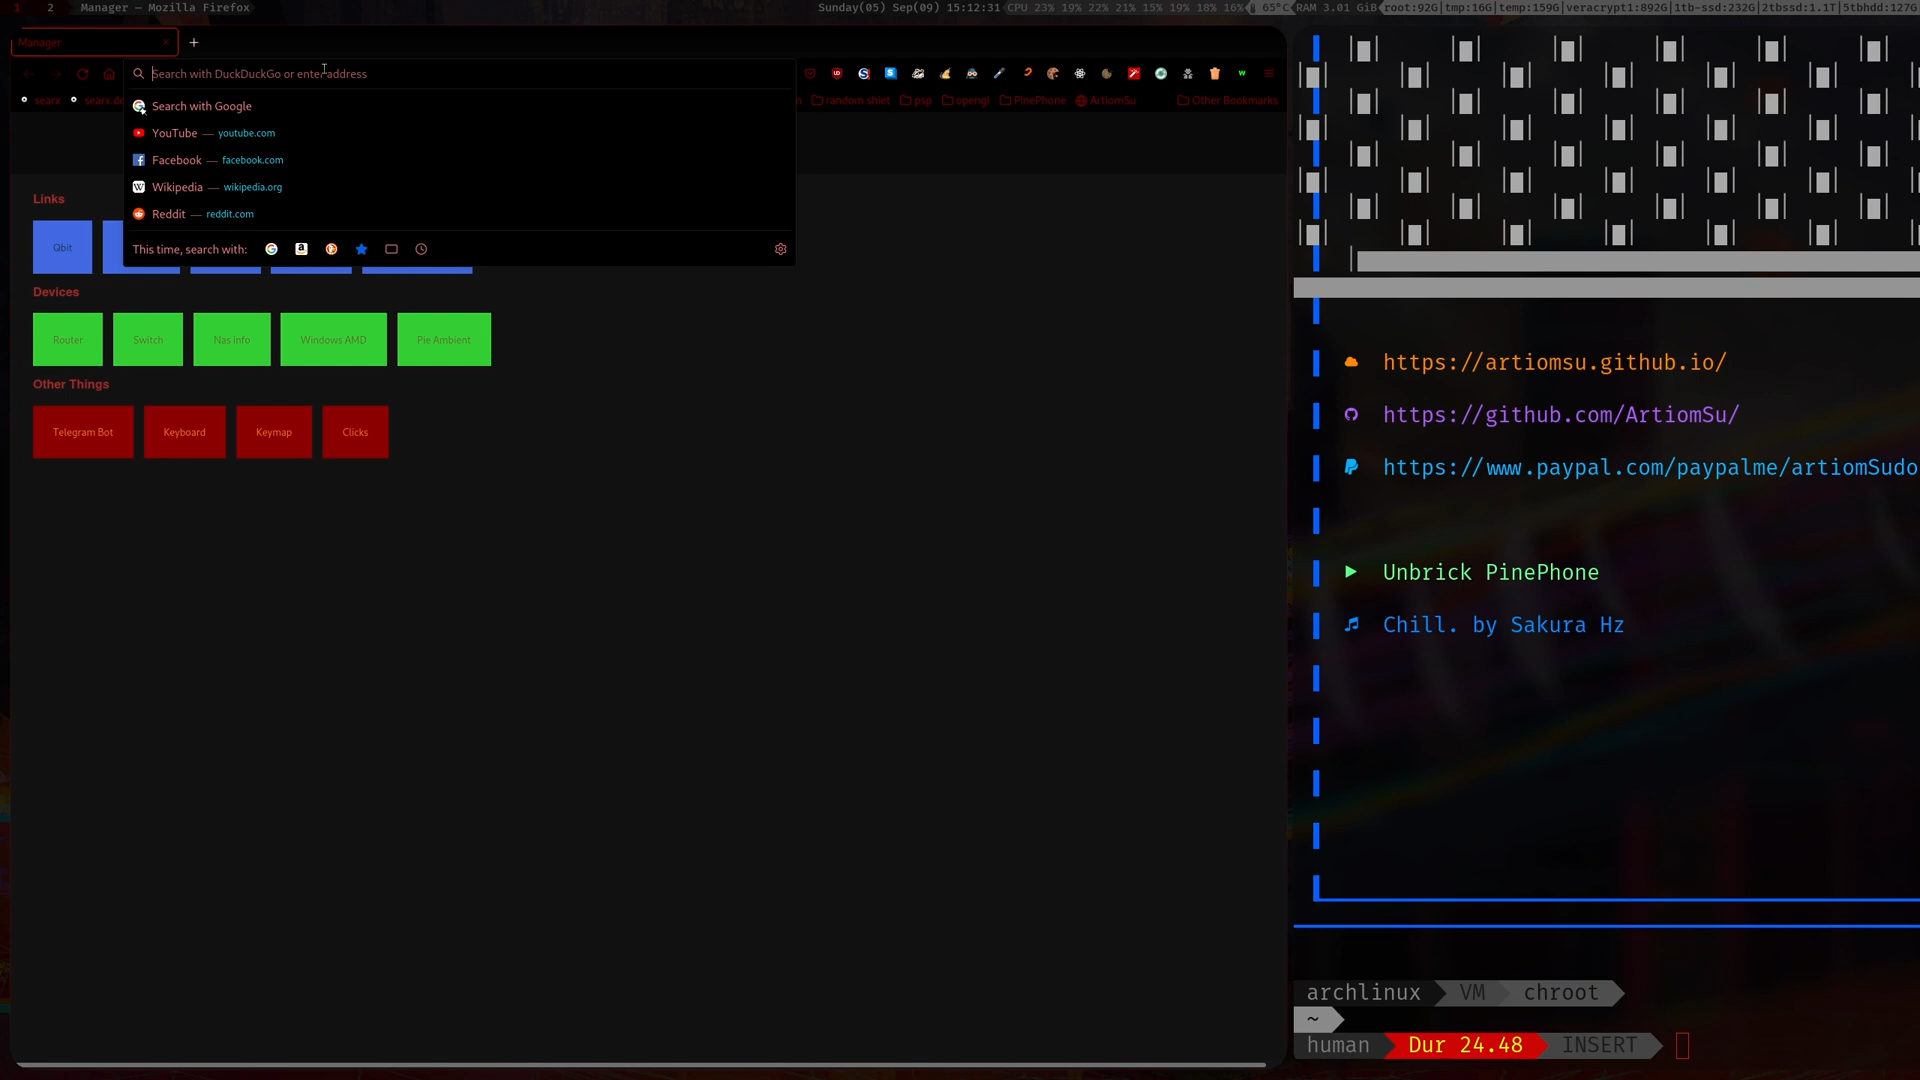 1 2 Manager — Mozilla Firefox
Sunday(05) Sep(09) 15:12:31 CPU 23% 19% 22% 21% 15% 19% 18% 16% 65°C RAM 3.01 GiB root:92G|tmp:16G|temp:159G|veracrypt1:892G|1tb-ssd:232G|2tbssd:1.1T|5tbhdd:127G
Manager
Search with DuckDuckGo or enter address
searx
random shiet psp opengl PinePhone ArtiomSu Other Bookmarks
Search with Google
YouTube — youtube.com
Facebook — facebook.com
Wikipedia — wikipedia.org
Reddit — reddit.com
This time, search with:
Links
Qbit
Devices
Router Switch Nas info Windows AMD Pie Ambient
Other Things
Telegram Bot Keyboard Keymap Clicks
https://artiomsu.github.io/
https://github.com/ArtiomSu/
https://www.paypal.com/paypalme/artiomSudo
Unbrick PinePhone
Chill. by Sakura Hz
archlinux VM chroot
~
human Dur 24.48 INSERT